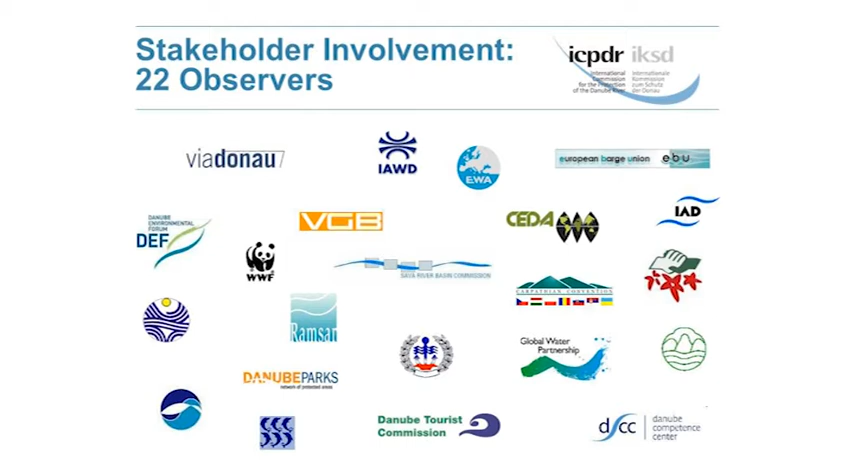 Stakeholder Involvement:
22 Observers
icpdr iksd
International
Commission
for the Protection
of the Danube River
Internationale
Kommission
zum Schutz
der Donau
viadonau
IAWD
EWA
european barge union ebu
DANUBE
ENVIRONMENTAL
FORUM
DEF
VGB
CEDA
IAD
WWF
SAVA RIVER BASIN COMMISSION
CARPATHIAN CONVENTION
Ramsar
Global Water
Partnership
DANUBEPARKS
network of protected areas
Danube Tourist
Commission
dcc
danube
competence
center